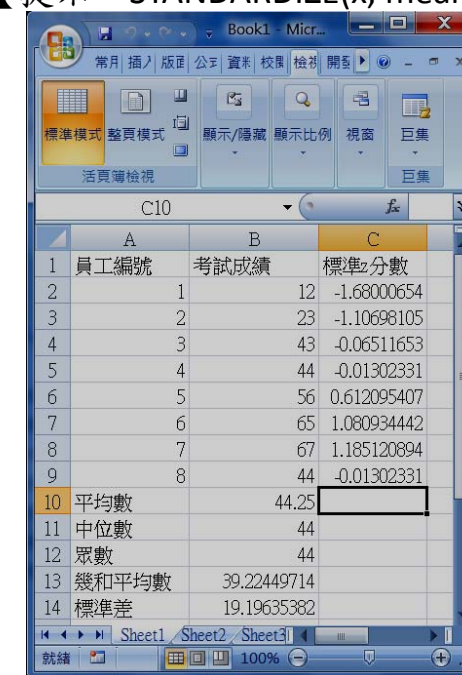 提示 STANDARDIZE(x, mean
Book1 - Micr...
常用 插入 版面 公式 資料 校閱 檢視 開發
標準模式 整頁模式 顯示/隱藏 顯示比例 視窗 巨集
活頁簿檢視 巨集
C10 fx
A B C
1 員工編號 考試成績 標準z分數
2 1 12 -1.68000654
3 2 23 -1.10698105
4 3 43 -0.06511653
5 4 44 -0.01302331
6 5 56 0.612095407
7 6 65 1.080934442
8 7 67 1.185120894
9 8 44 -0.01302331
10 平均數 44.25
11 中位數 44
12 眾數 44
13 幾和平均數 39.22449714
14 標準差 19.19635382
Sheet1 Sheet2 Sheet3
就緒 100%